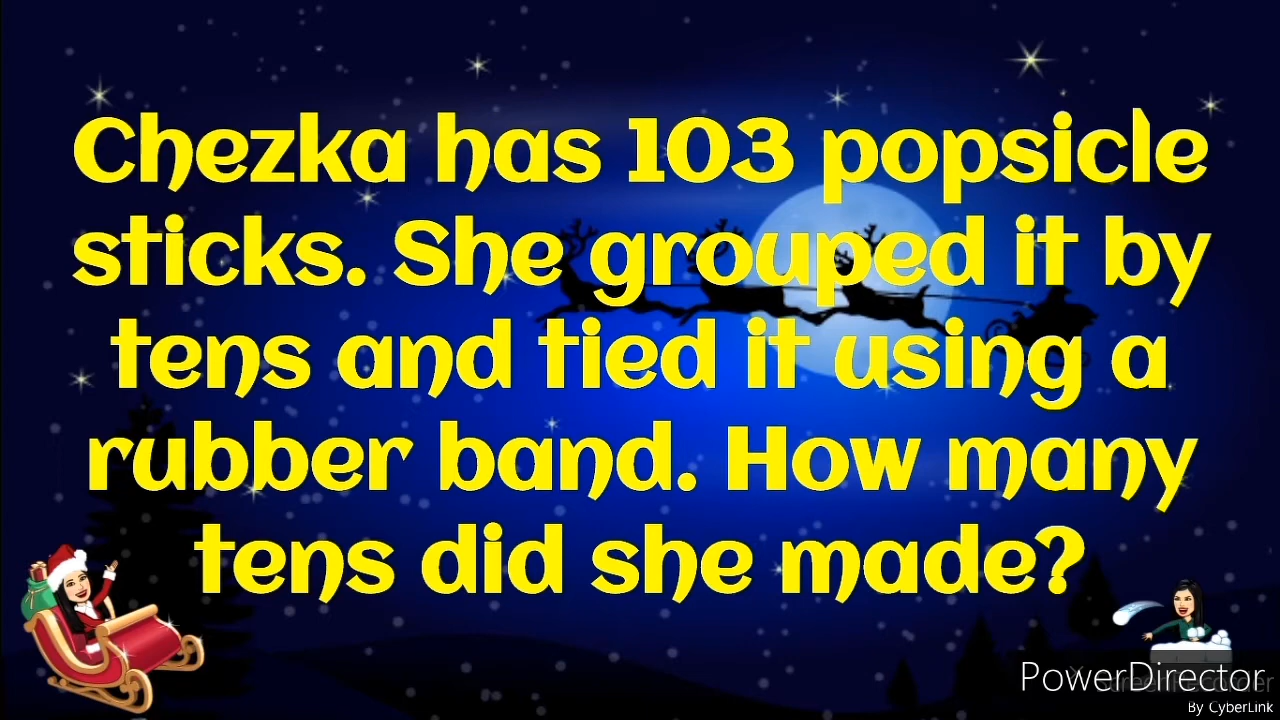 Chezka has 103 popsicle
sticks. She grouped it by
tens and tied it using a
rubber band. How many
tens did she made?
PowerDirector
By CyberLink